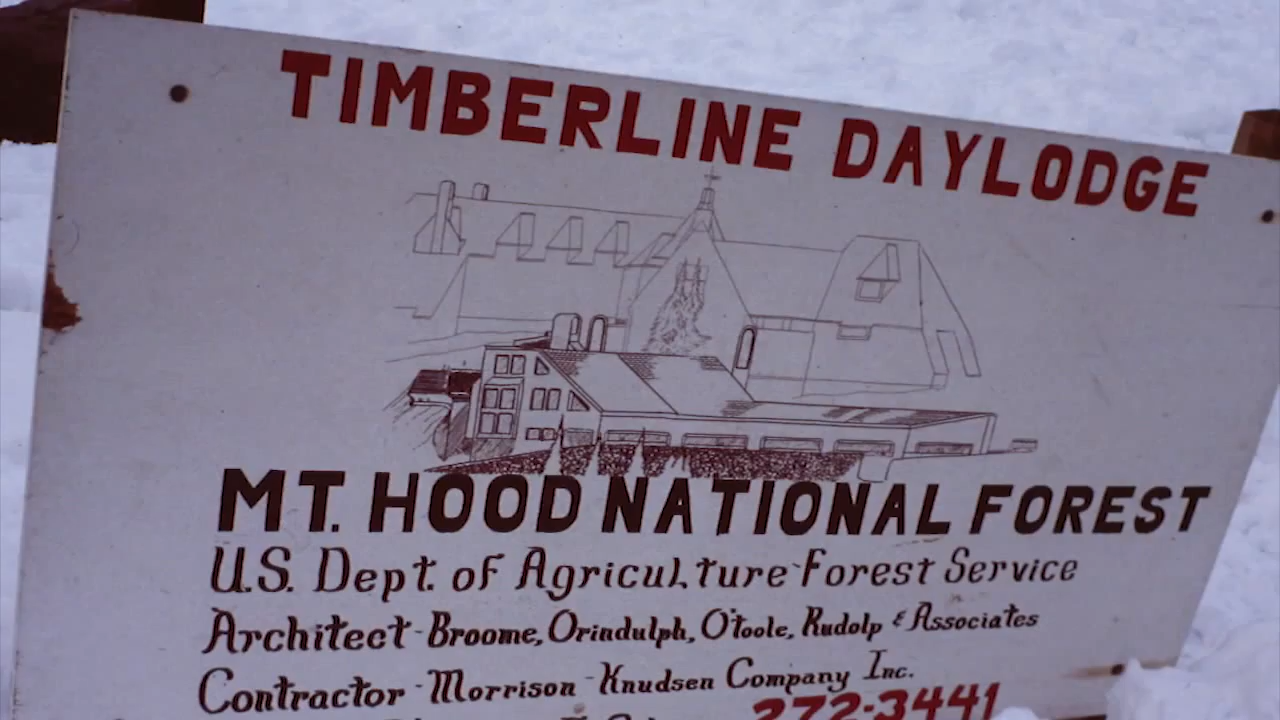 TIMBERLINE DAYLODGE
MT. HOOD NATIONAL FOREST
U.S. Dept. of Agriculture Forest Service
Architect - Broome, Orindulph, O'toole, Rudolp & Associates
Contractor - Morrison - Knudsen Company Inc.
272-3441